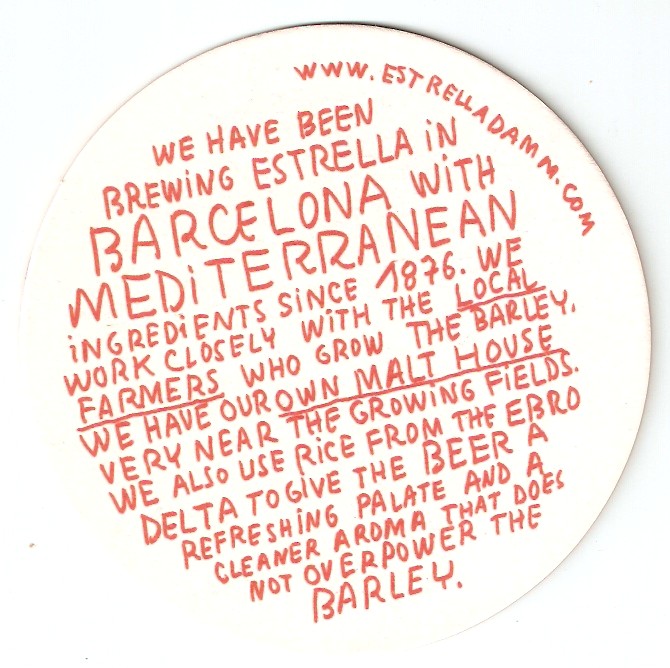 WWW.ESTRELLADAMM.COM
WE HAVE BEEN
BREWiNG ESTRELLA iN
BARCELONA WiTH
MEDiTERRANEAN
iNGREDiENTS SiNCE 1876. WE
WORK CLOSELY WiTH THE LOCAL
FARMERS WHO GROW THE BARLEY.
WE HAVE OUR OWN MALT HOUSE
VERY NEAR THE GROWiNG FiELDS.
WE ALSO USE RiCE FROM THE EBRO
DELTA TO GiVE THE BEER A
REFRESHiNG PALATE AND A
CLEANER AROMA THAT DOES
NOT OVERPOWER THE
BARLEY.